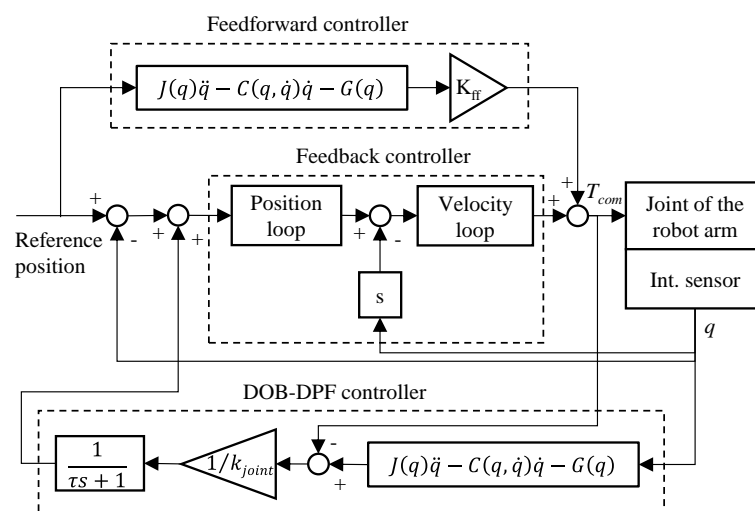 Feedforward controller
J(q)q̈ − C(q, q̇)q̇ − G(q)
K_ff
Feedback controller
+
Reference
position
-
+
+
Position
loop
+
-
Velocity
loop
s
+
+
T_com
Joint of the
robot arm
Int. sensor
q
DOB-DPF controller
1
τs + 1
1/k_joint
-
+
J(q)q̈ − C(q, q̇)q̇ − G(q)